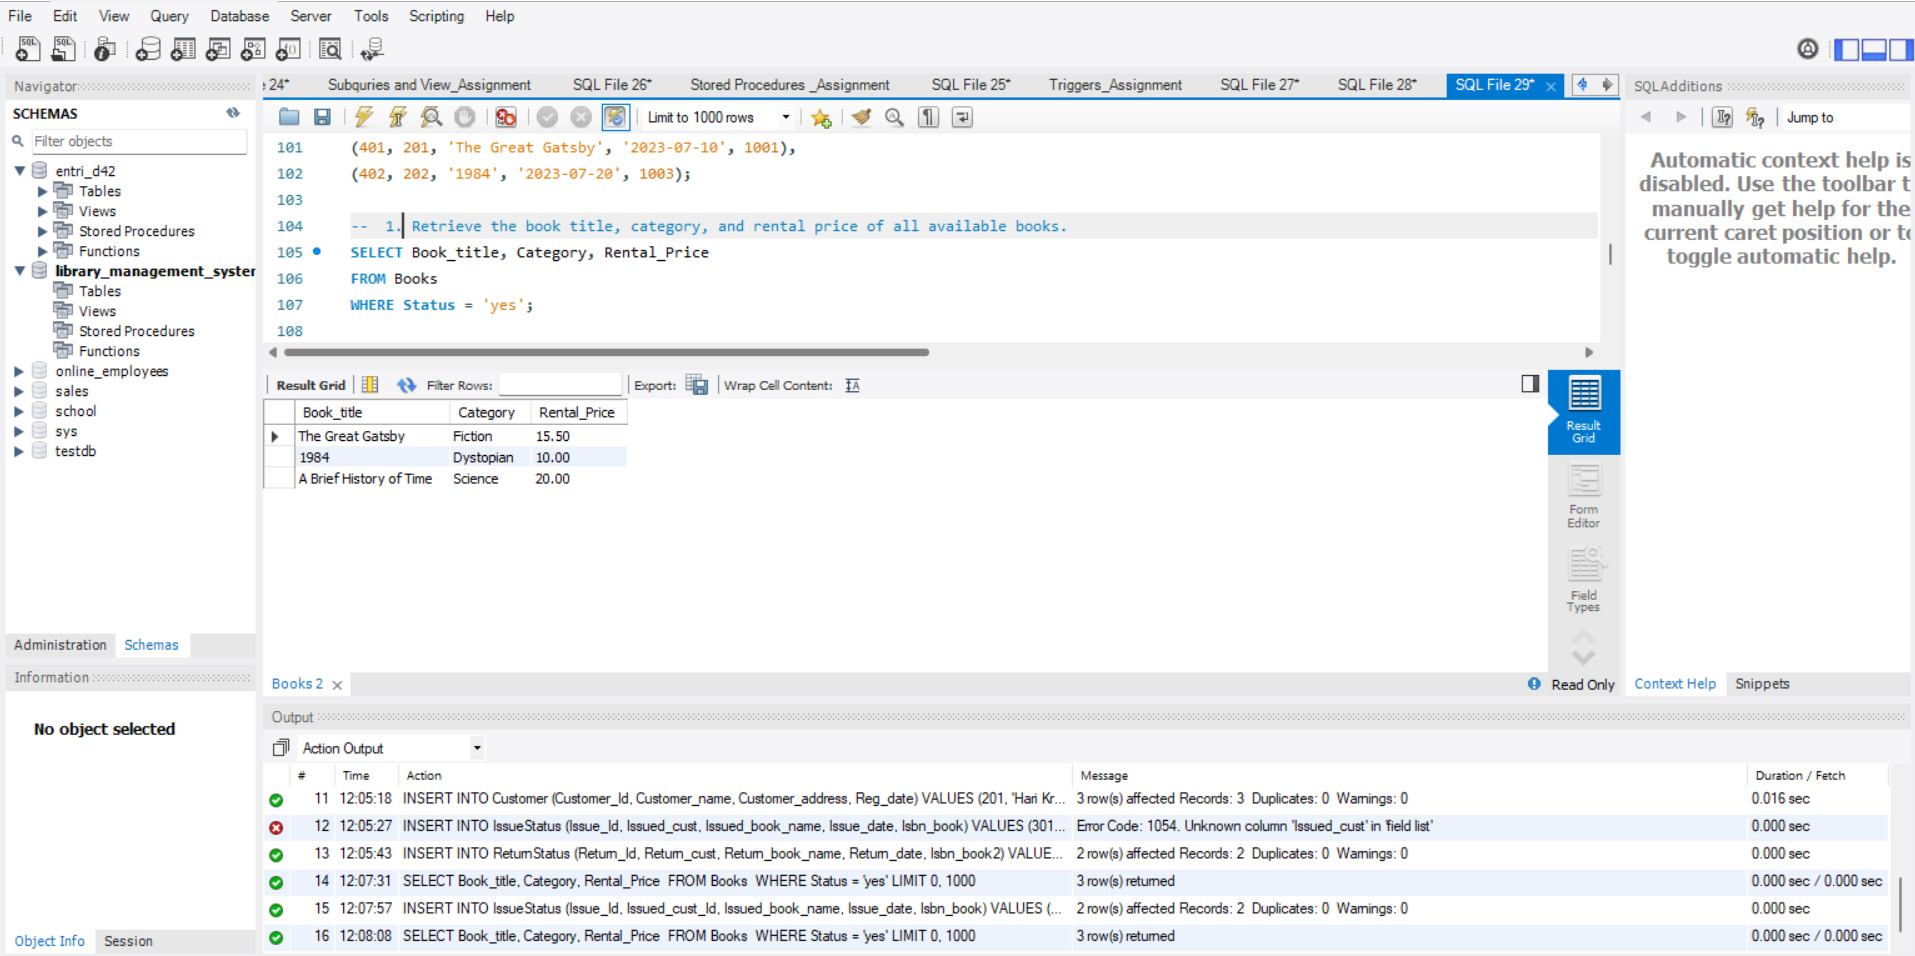 File Edit View Query Database Server Tools Scripting Help
Navigator
SCHEMAS
Filter objects
entri_d42
Tables
Views
Stored Procedures
Functions
library_management_syster
Tables
Views
Stored Procedures
Functions
online_employees
sales
school
sys
testdb
Administration Schemas
Information
No object selected
Object Info Session
24* Subquries and View_Assignment SQL File 26* Stored Procedures _Assignment SQL File 25* Triggers_Assignment SQL File 27* SQL File 28* SQL File 29*
Limit to 1000 rows
101 (401, 201, 'The Great Gatsby', '2023-07-10', 1001),
102 (402, 202, '1984', '2023-07-20', 1003);
103
104 -- 1. Retrieve the book title, category, and rental price of all available books.
105 SELECT Book_title, Category, Rental_Price
106 FROM Books
107 WHERE Status = 'yes';
108
Result Grid Filter Rows: Export: Wrap Cell Content:
Book_title Category Rental_Price
The Great Gatsby Fiction 15.50
1984 Dystopian 10.00
A Brief History of Time Science 20.00
Result Grid
Form Editor
Field Types
Books 2 Read Only
SQLAdditions
Jump to
Automatic context help is
disabled. Use the toolbar t
manually get help for the
current caret position or to
toggle automatic help.
Context Help Snippets
Output
Action Output
# Time Action Message Duration / Fetch
11 12:05:18 INSERT INTO Customer (Customer_Id, Customer_name, Customer_address, Reg_date) VALUES (201, 'Hari Kr... 3 row(s) affected Records: 3 Duplicates: 0 Warnings: 0 0.016 sec
12 12:05:27 INSERT INTO IssueStatus (Issue_Id, Issued_cust, Issued_book_name, Issue_date, Isbn_book) VALUES (301... Error Code: 1054. Unknown column 'Issued_cust' in 'field list' 0.000 sec
13 12:05:43 INSERT INTO ReturnStatus (Return_Id, Return_cust, Return_book_name, Return_date, Isbn_book2) VALUE... 2 row(s) affected Records: 2 Duplicates: 0 Warnings: 0 0.000 sec
14 12:07:31 SELECT Book_title, Category, Rental_Price FROM Books WHERE Status = 'yes' LIMIT 0, 1000 3 row(s) returned 0.000 sec / 0.000 sec
15 12:07:57 INSERT INTO IssueStatus (Issue_Id, Issued_cust_Id, Issued_book_name, Issue_date, Isbn_book) VALUES (... 2 row(s) affected Records: 2 Duplicates: 0 Warnings: 0 0.000 sec
16 12:08:08 SELECT Book_title, Category, Rental_Price FROM Books WHERE Status = 'yes' LIMIT 0, 1000 3 row(s) returned 0.000 sec / 0.000 sec